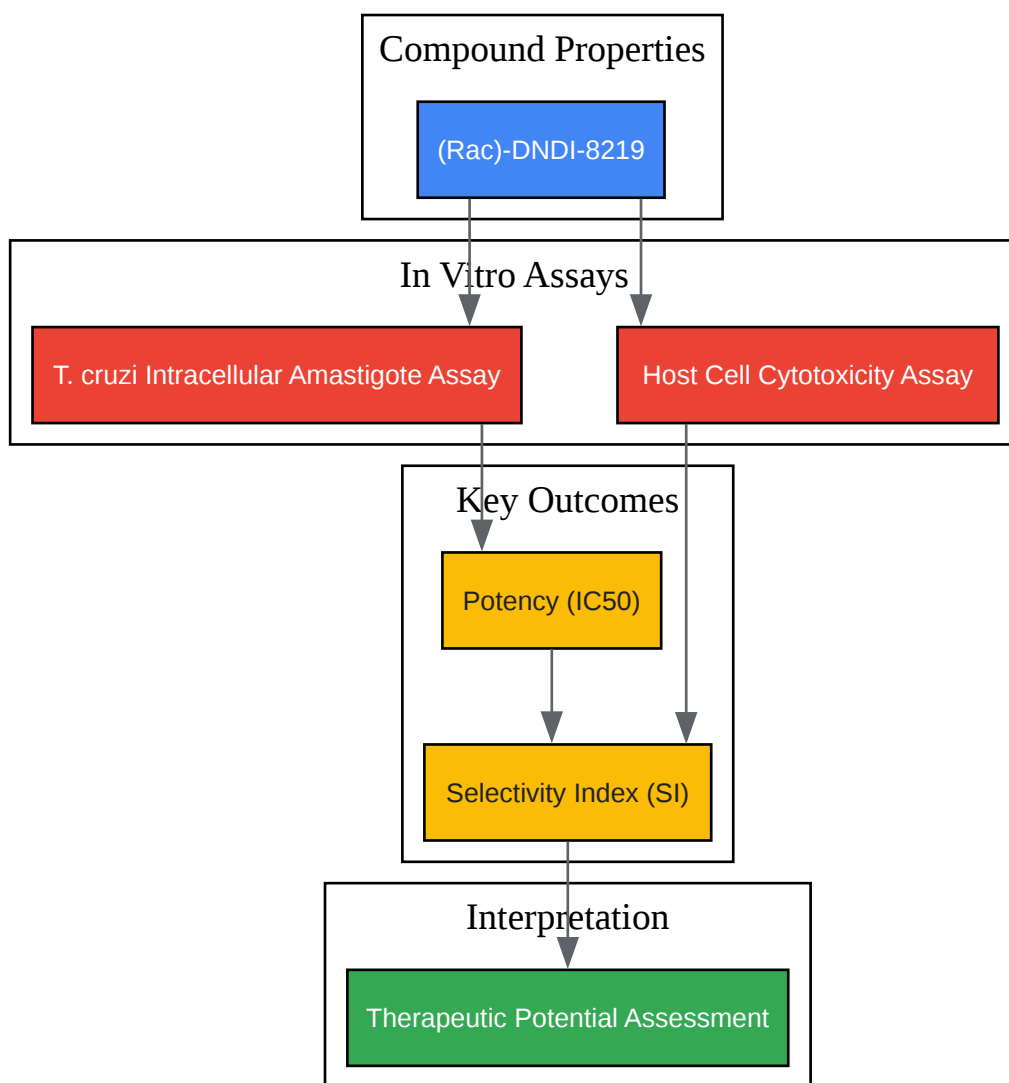 Compound Properties
(Rac)-DNDI-8219
In Vitro Assays
T. cruzi Intracellular Amastigote Assay
Host Cell Cytotoxicity Assay
Key Outcomes
Potency (IC50)
Selectivity Index (SI)
Interpretation
Therapeutic Potential Assessment